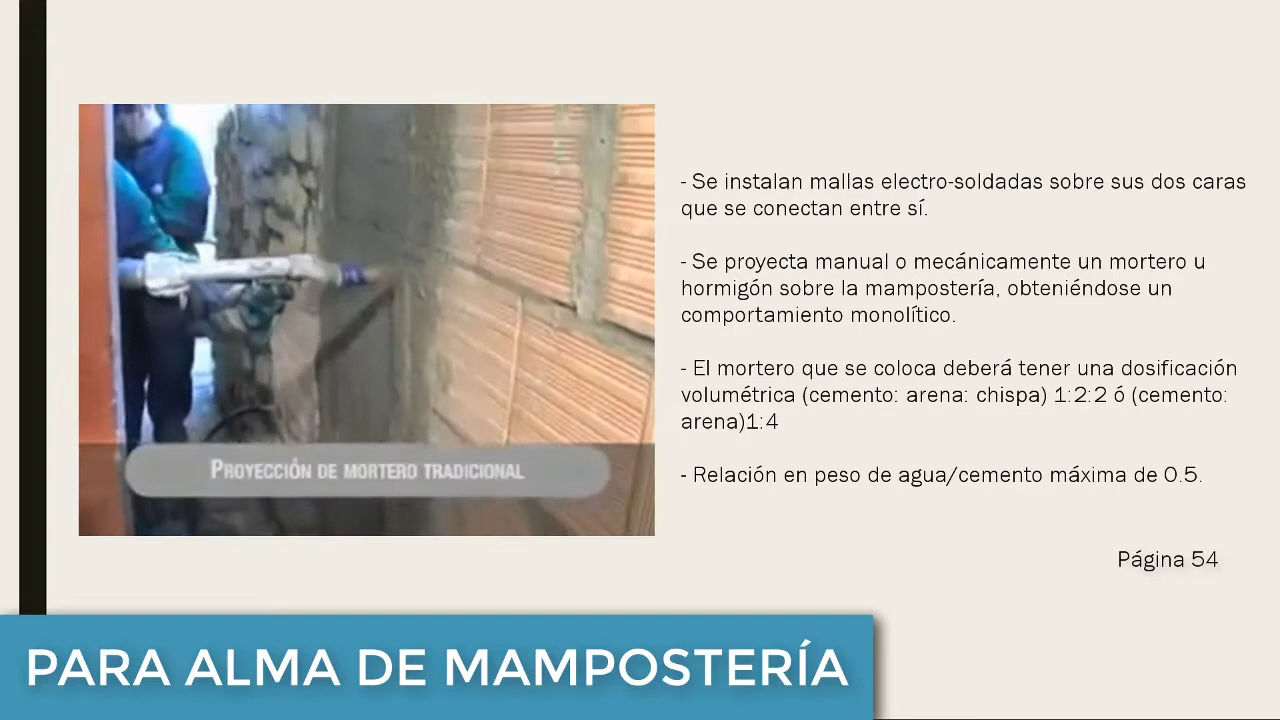 - Se instalan mallas electro-soldadas sobre sus dos caras
que se conectan entre sí.
- Se proyecta manual o mecánicamente un mortero u
hormigón sobre la mampostería, obteniéndose un
comportamiento monolítico.
- El mortero que se coloca deberá tener una dosificación
volumétrica (cemento: arena: chispa) 1:2:2 ó (cemento:
arena)1:4
- Relación en peso de agua/cemento máxima de 0.5.
PROYECCIÓN DE MORTERO TRADICIONAL
Página 54
PARA ALMA DE MAMPOSTERÍA